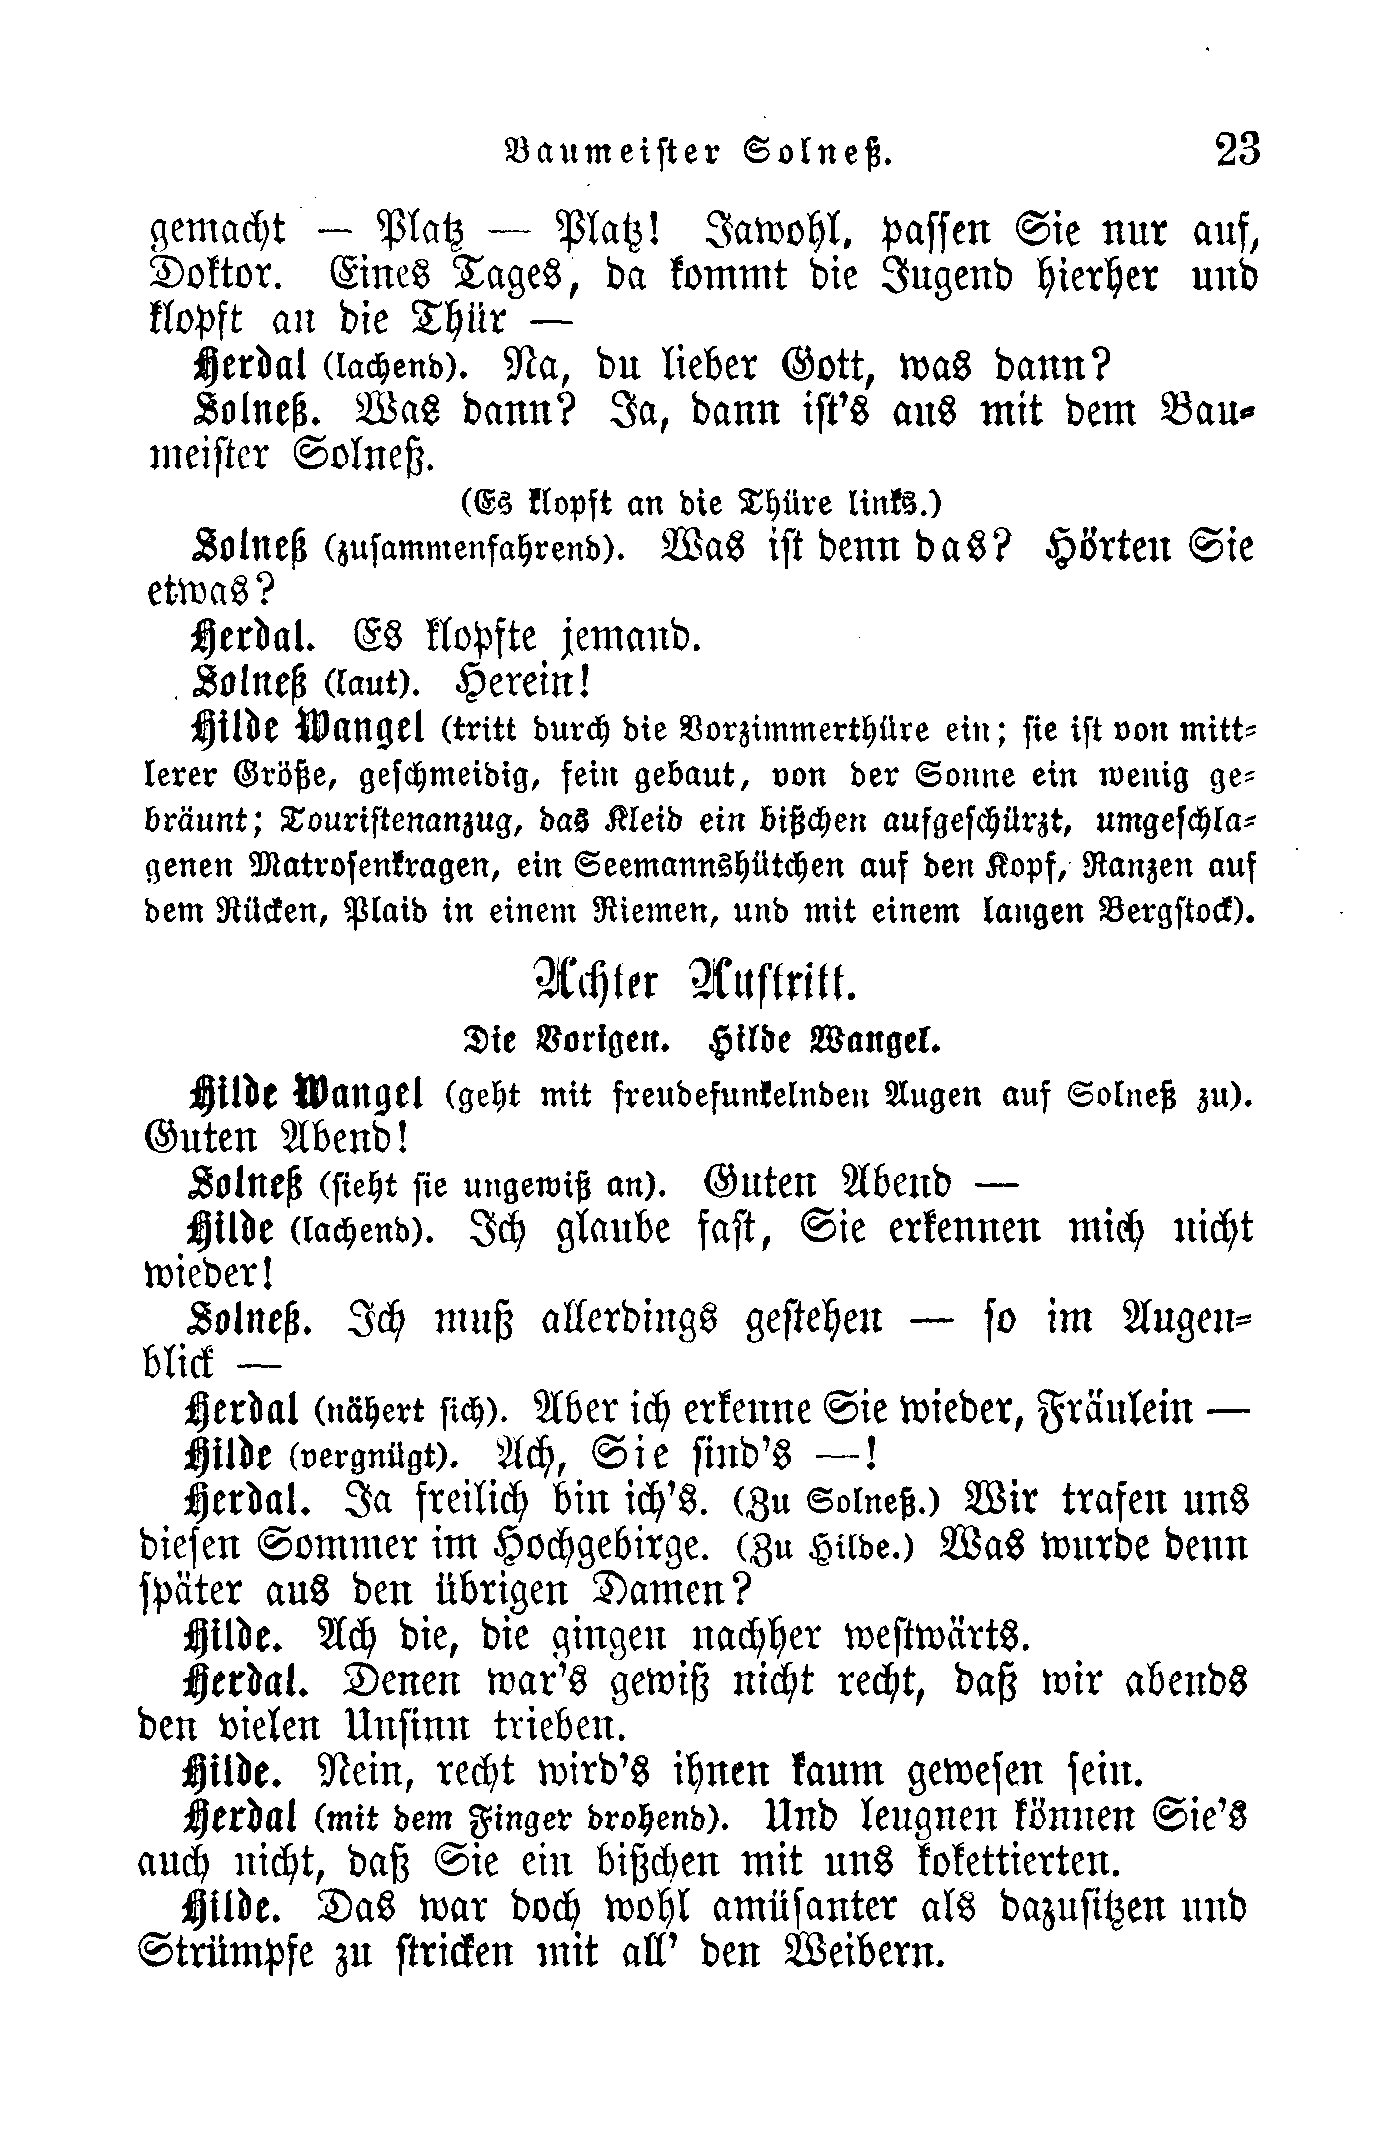 Baumeister Solneß. 23
gemacht — Platz — Platz! Jawohl, passen Sie nur auf,
Doktor. Eines Tages, da kommt die Jugend hierher und
klopft an die Thür —
Herdal (lachend). Na, du lieber Gott, was dann?
Solneß. Was dann? Ja, dann ist's aus mit dem Bau-
meister Solneß.
(Es klopft an die Thüre links.)
Solneß (zusammenfahrend). Was ist denn das? Hörten Sie
etwas?
Herdal. Es klopfte jemand.
Solneß (laut). Herein!
Hilde Wangel (tritt durch die Vorzimmerthüre ein; sie ist von mitt-
lerer Größe, geschmeidig, fein gebaut, von der Sonne ein wenig ge-
bräunt; Touristenanzug, das Kleid ein bißchen aufgeschürzt, umgeschla-
genen Matrosenkragen, ein Seemannshütchen auf den Kopf, Ranzen auf
dem Rücken, Plaid in einem Riemen, und mit einem langen Bergstock).
Achter Auftritt.
Die Vorigen. Hilde Wangel.
Hilde Wangel (geht mit freudefunkelnden Augen auf Solneß zu).
Guten Abend!
Solneß (sieht sie ungewiß an). Guten Abend —
Hilde (lachend). Ich glaube fast, Sie erkennen mich nicht
wieder!
Solneß. Ich muß allerdings gestehen — so im Augen-
blick —
Herdal (nähert sich). Aber ich erkenne Sie wieder, Fräulein —
Hilde (vergnügt). Ach, Sie sind's —!
Herdal. Ja freilich bin ich's. (Zu Solneß.) Wir trafen uns
diesen Sommer im Hochgebirge. (Zu Hilde.) Was wurde denn
später aus den übrigen Damen?
Hilde. Ach die, die gingen nachher westwärts.
Herdal. Denen war's gewiß nicht recht, daß wir abends
den vielen Unsinn trieben.
Hilde. Nein, recht wird's ihnen kaum gewesen sein.
Herdal (mit dem Finger drohend). Und leugnen können Sie's
auch nicht, daß Sie ein bißchen mit uns kokettierten.
Hilde. Das war doch wohl amüsanter als dazusitzen und
Strümpfe zu stricken mit all' den Weibern.